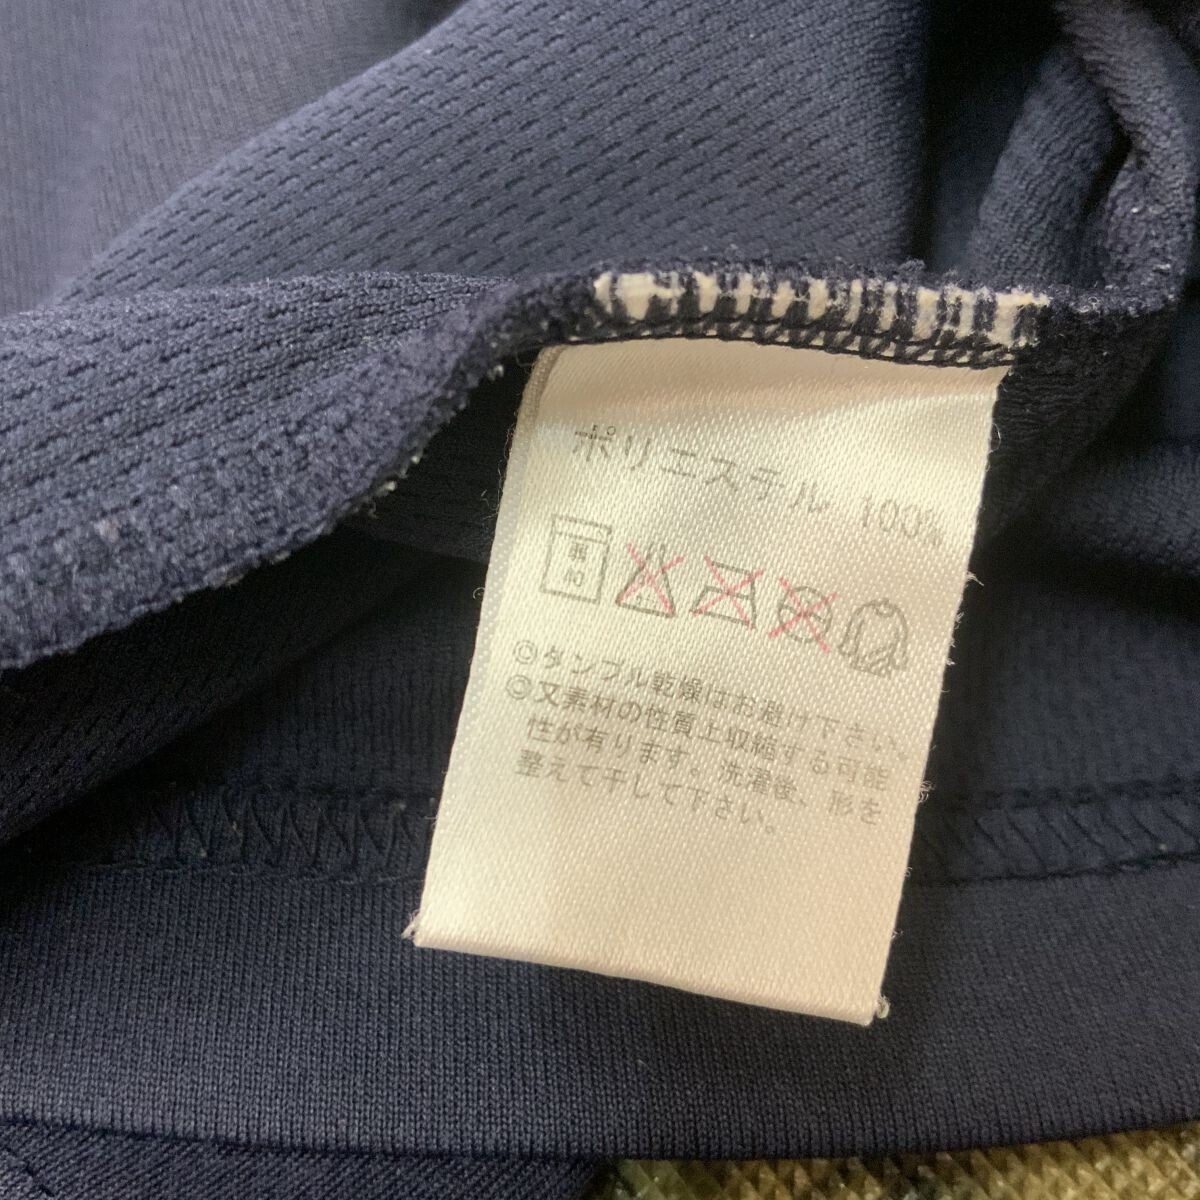 ポリエステル 100%
◎タンブル乾燥はお避け下さい。
◎又素材の性質上収縮する可能
性が有ります。洗濯後、形を
整えて干して下さい。